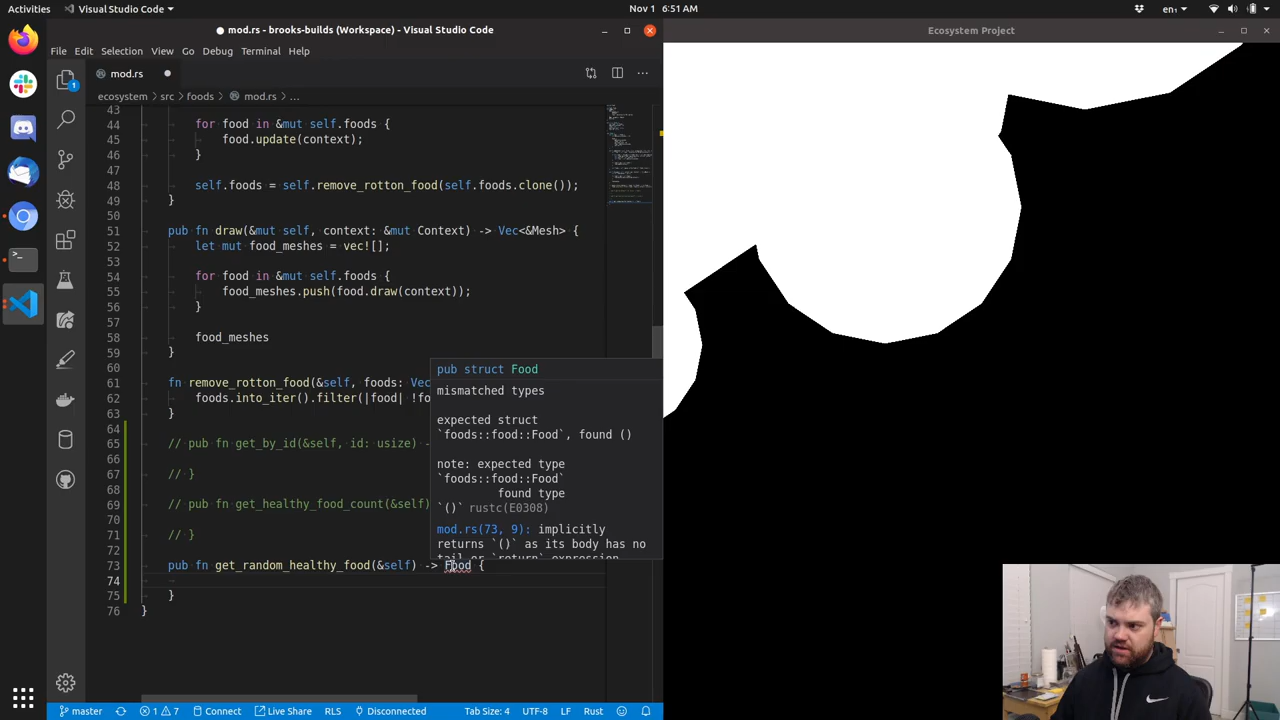 Activities
Visual Studio Code
Nov 1 6:51 AM
en₁
mod.rs - brooks-builds (Workspace) - Visual Studio Code
Ecosystem Project
File Edit Selection View Go Debug Terminal Help
mod.rs
ecosystem > src > foods > mod.rs > ...
43
44 for food in &mut self.foods {
45 food.update(context);
46 }
47
48 self.foods = self.remove_rotton_food(self.foods.clone());
49 }
50
51 pub fn draw(&mut self, context: &mut Context) -> Vec<&Mesh> {
52 let mut food_meshes = vec![];
53
54 for food in &mut self.foods {
55 food_meshes.push(food.draw(context));
56 }
57
58 food_meshes
59 }
60
61 fn remove_rotton_food(&self, foods: Vec
62 foods.into_iter().filter(|food| !foo
63 }
64
65 // pub fn get_by_id(&self, id: usize) -
66
67 // }
68
69 // pub fn get_healthy_food_count(&self)
70
71 // }
72
73 pub fn get_random_healthy_food(&self) -> Food {
74
75 }
76 }
pub struct Food
mismatched types
expected struct
`foods::food::Food`, found ()
note: expected type
`foods::food::Food`
found type
`()` rustc(E0308)
mod.rs(73, 9): implicitly
returns `()` as its body has no
tail or `return` expression
1
master
1
7
Connect
Live Share
RLS
Disconnected
Tab Size: 4
UTF-8
LF
Rust